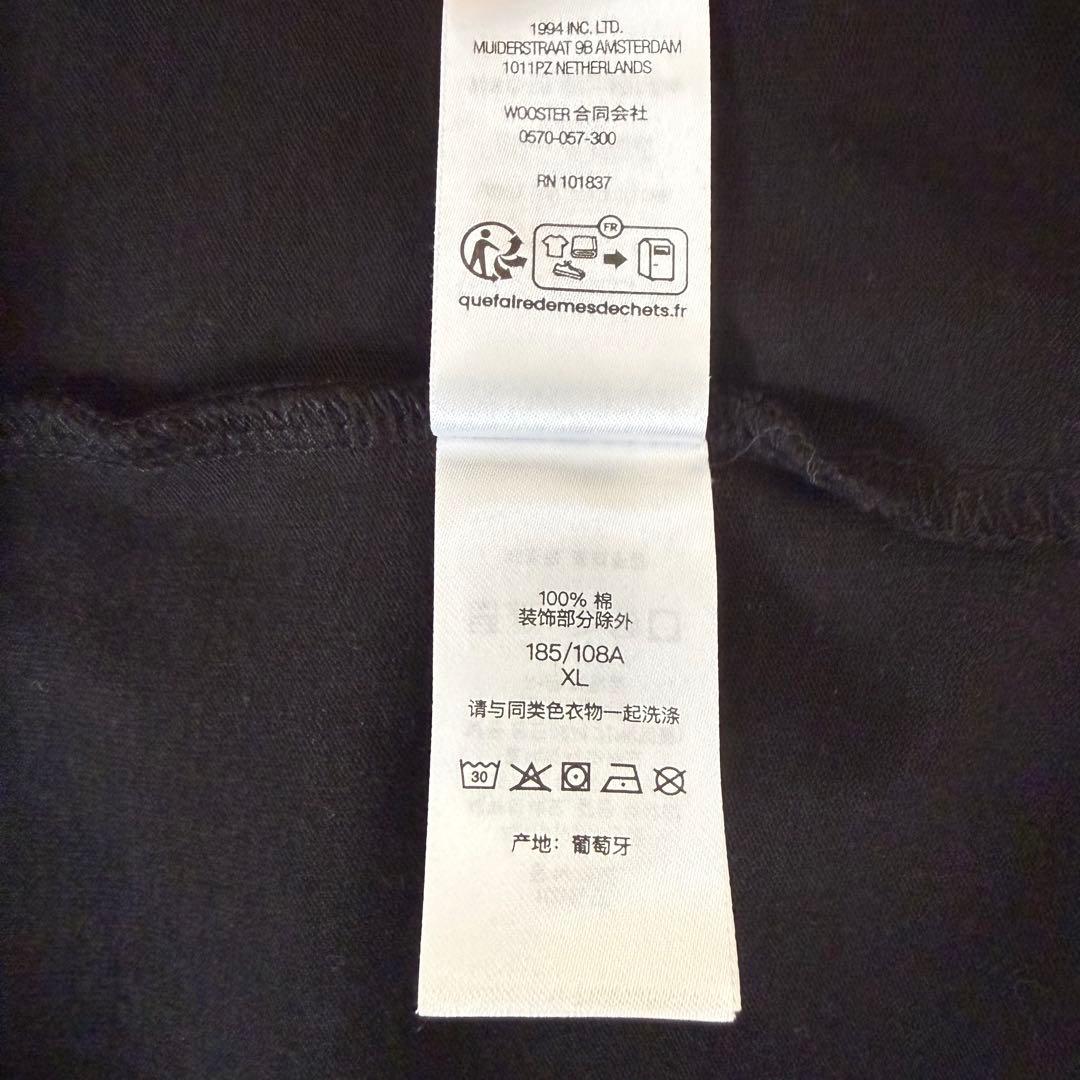 1994 INC. LTD.
MUIDERSTRAAT 9B AMSTERDAM
1011PZ NETHERLANDS
WOOSTER 合同会社
0570-057-300
RN 101837
FR
quefairedemesdechets.fr
100% 棉
装饰部分除外
185/108A
XL
请与同类色衣物一起洗涤
30
产地：葡萄牙